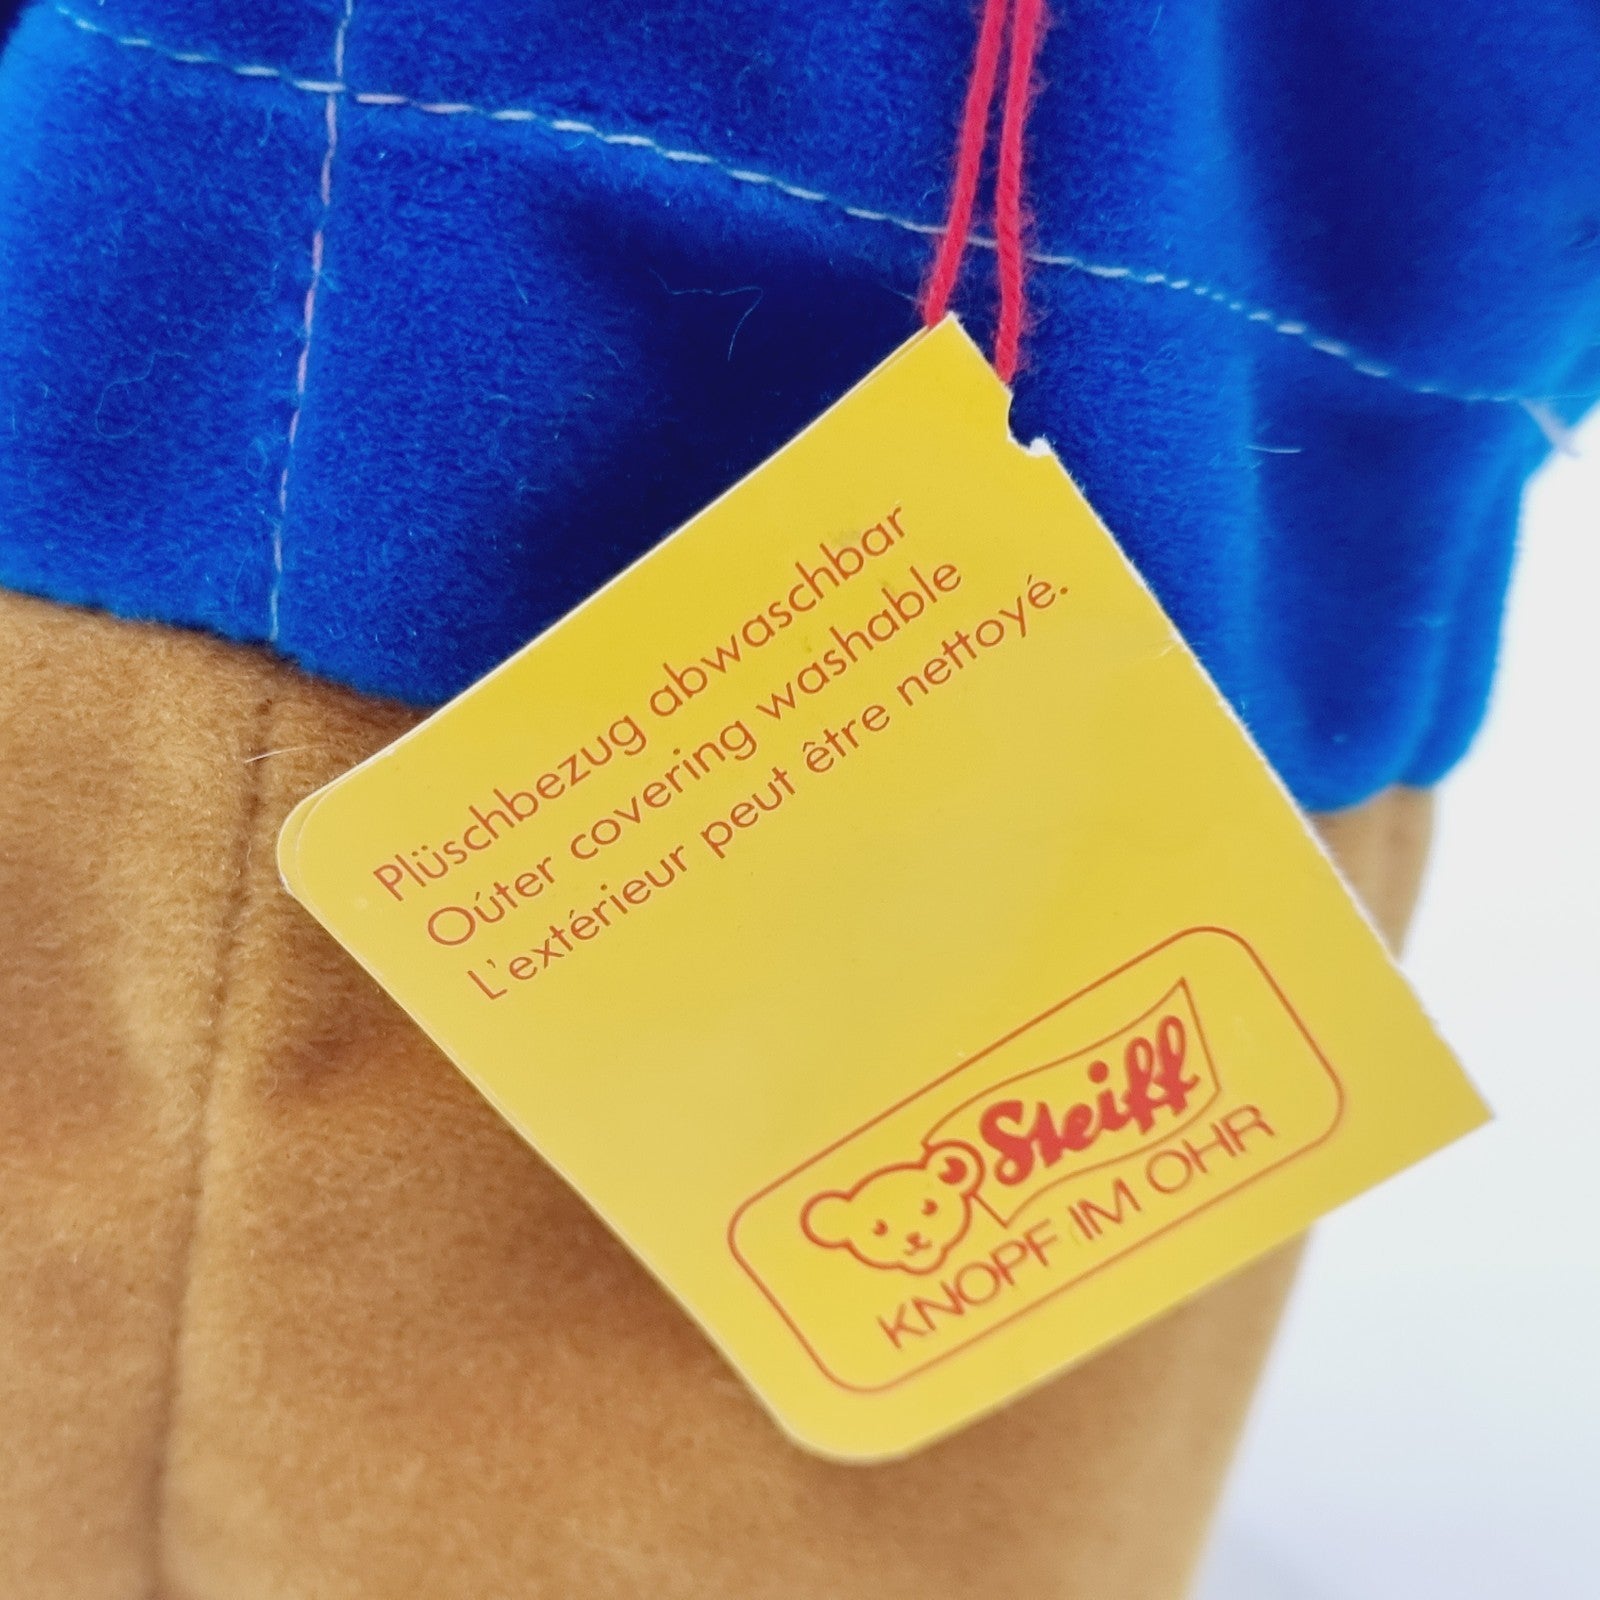 Plüschbezug abwaschbar
Oúter covering washable
L'extérieur peut être nettoyé.
Steiff
KNOPF IM OHR